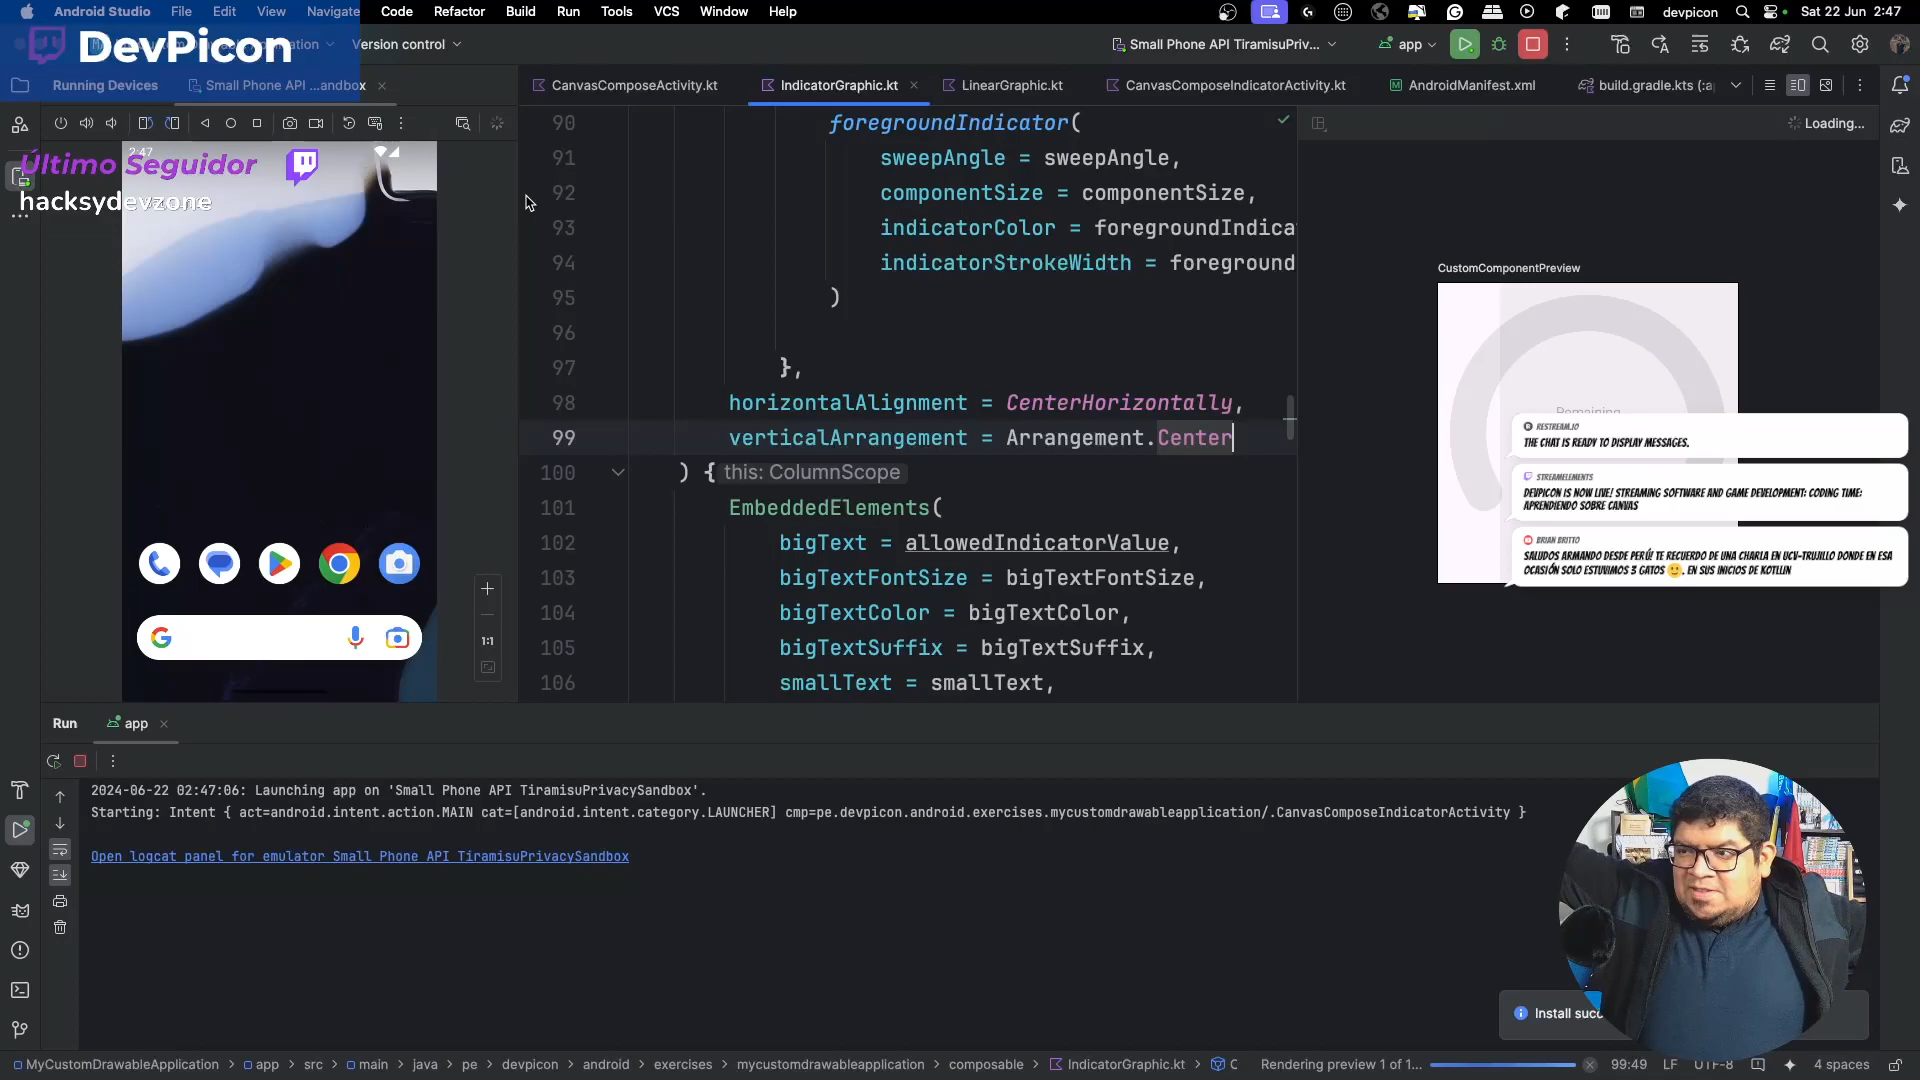 Android Studio File Edit View Navigate Code Refactor Build Run Tools VCS Window Help devpicon Sat 22 Jun 2:47
DevPicon
Version control
Small Phone API TiramisuPriv...
app
Running Devices
Small Phone API ...andbox
CanvasComposeActivity.kt
IndicatorGraphic.kt
LinearGraphic.kt
CanvasComposeIndicatorActivity.kt
AndroidManifest.xml
build.gradle.kts (:a
Loading...
2:47
Último Seguidor
hacksydevzone
1:1
90 foregroundIndicator(
91 sweepAngle = sweepAngle,
92 componentSize = componentSize,
93 indicatorColor = foregroundIndica
94 indicatorStrokeWidth = foreground
95 )
96
97 },
98 horizontalAlignment = CenterHorizontally,
99 verticalArrangement = Arrangement.Center
100 ) { this: ColumnScope
101 EmbeddedElements(
102 bigText = allowedIndicatorValue,
103 bigTextFontSize = bigTextFontSize,
104 bigTextColor = bigTextColor,
105 bigTextSuffix = bigTextSuffix,
106 smallText = smallText,
CustomComponentPreview
Remaining
RESTREAM.IO
THE CHAT IS READY TO DISPLAY MESSAGES.
STREAMELEMENTS
DEVPICON IS NOW LIVE! STREAMING SOFTWARE AND GAME DEVELOPMENT: CODING TIME:
APRENDIENDO SOBRE CANVAS
BRIAN BRITTO
SALUDOS ARMANDO DESDE PERÚ! TE RECUERDO DE UNA CHARLA EN UCV-TRUJILLO DONDE EN ESA
OCASIÓN SOLO ESTUVIMOS 3 GATOS 🙂. EN SUS INICIOS DE KOTLLIN
Run app
2024-06-22 02:47:06: Launching app on 'Small Phone API TiramisuPrivacySandbox'.
Starting: Intent { act=android.intent.action.MAIN cat=[android.intent.category.LAUNCHER] cmp=pe.devpicon.android.exercises.mycustomdrawableapplication/.CanvasComposeIndicatorActivity }
Open logcat panel for emulator Small Phone API TiramisuPrivacySandbox
Install succ
MyCustomDrawableApplication > app > src > main > java > pe > devpicon > android > exercises > mycustomdrawableapplication > composable > IndicatorGraphic.kt > C
Rendering preview 1 of 1...
99:49 LF UTF-8 4 spaces